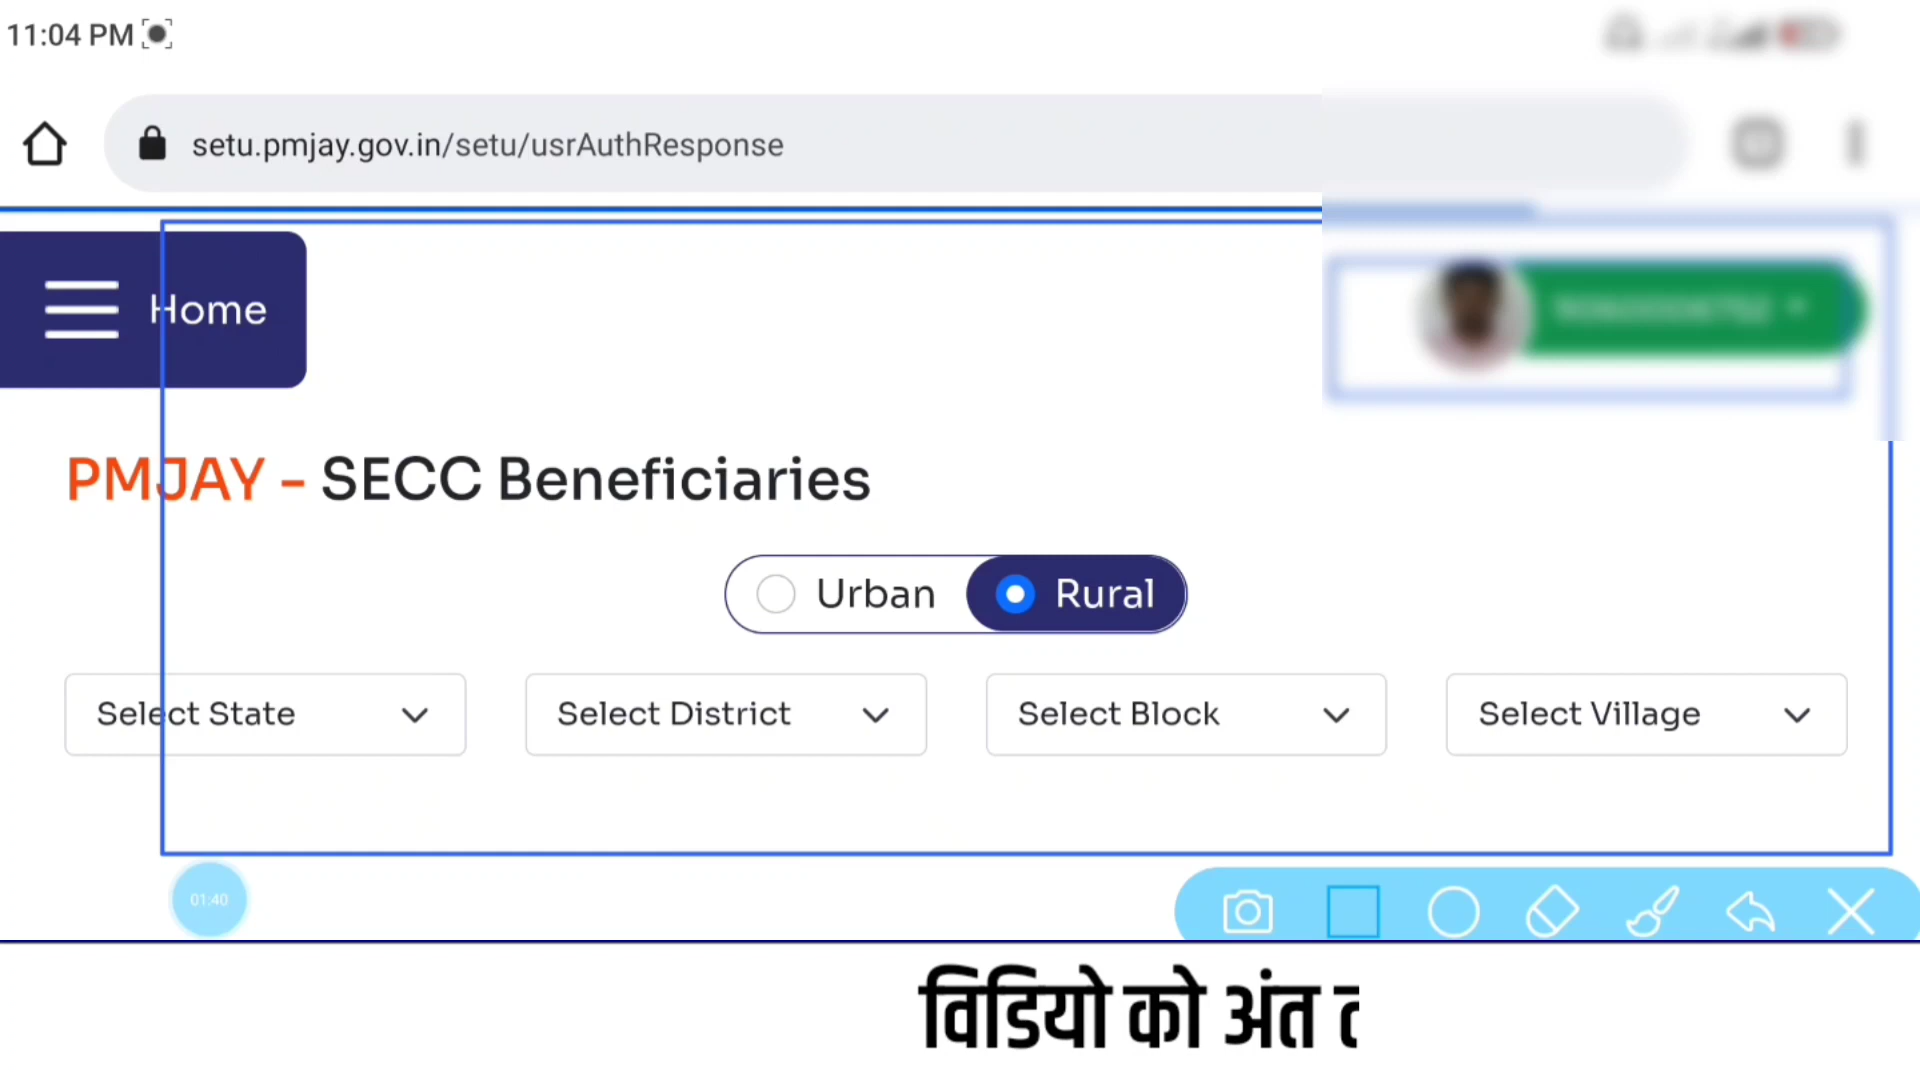 11:04 PM
setu.pmjay.gov.in/setu/usrAuthResponse
Home
PMJAY - SECC Beneficiaries
Urban Rural
Select State Select District Select Block Select Village
01:40
विडियो को अंत